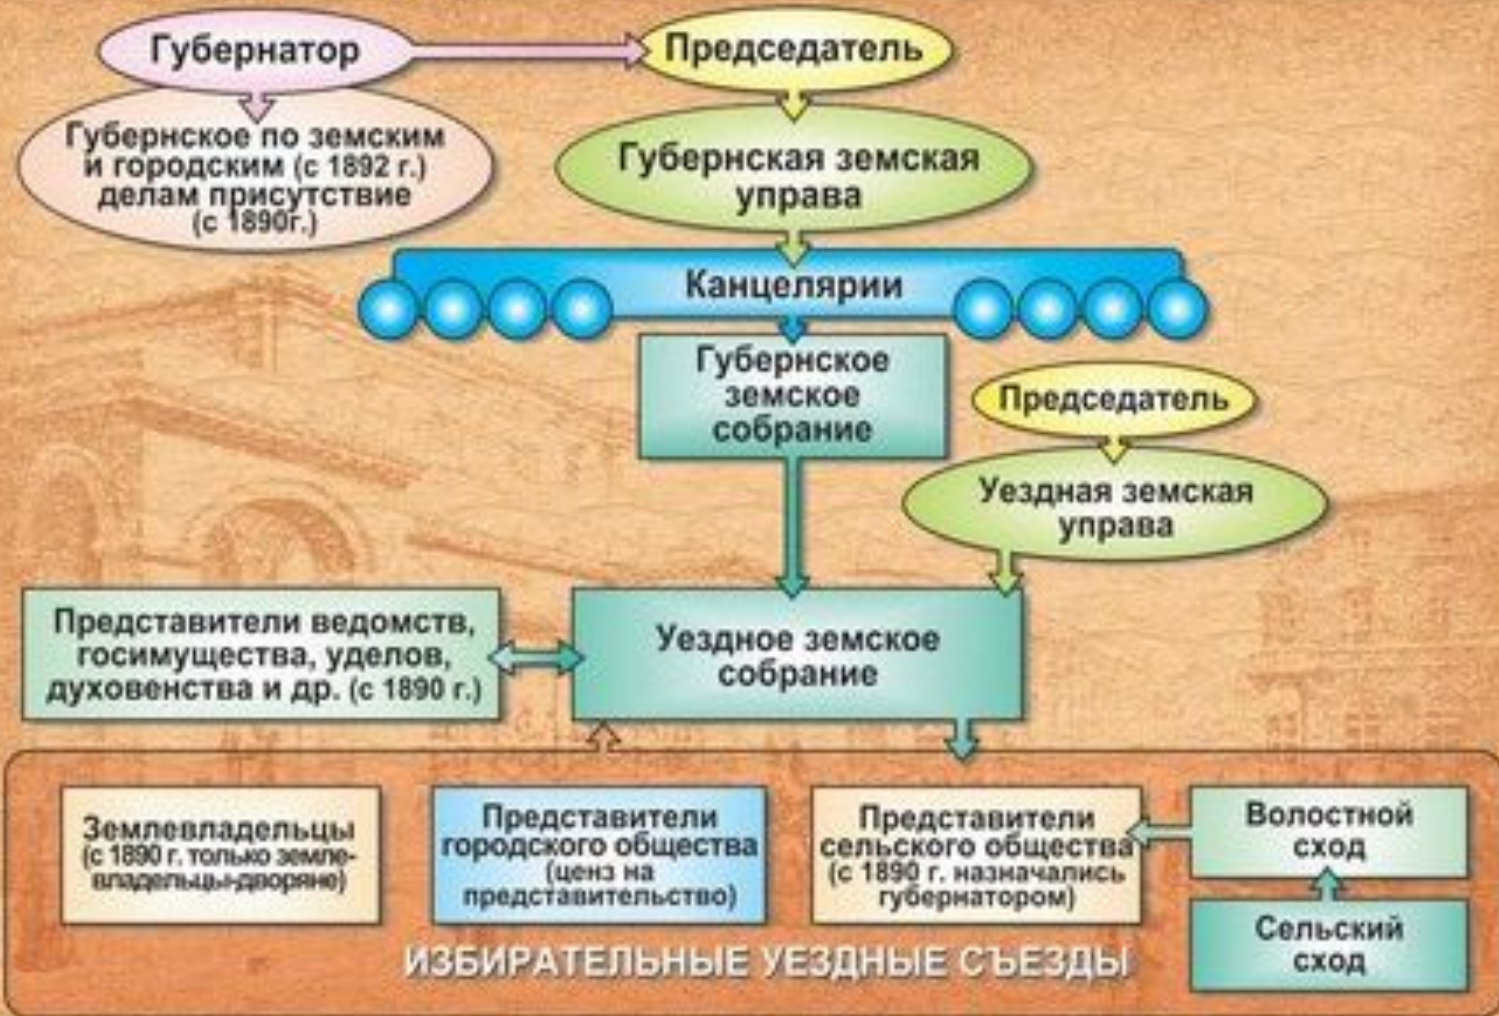 Губернатор
Председатель
Губернское по земским
и городским (с 1892 г.)
делам присутствие
(с 1890г.)
Губернская земская
управа
Канцелярии
Губернское
земское
собрание
Председатель
Уездная земская
управа
Представители ведомств,
госимущества, уделов,
духовенства и др. (с 1890 г.)
Уездное земское
собрание
Землевладельцы
(с 1890 г. только земле-
владельцы-дворяне)
Представители
городского общества
(ценз на
представительство)
Представители
сельского общества
(с 1890 г. назначались
губернатором)
Волостной
сход
Сельский
сход
ИЗБИРАТЕЛЬНЫЕ УЕЗДНЫЕ СЪЕЗДЫ